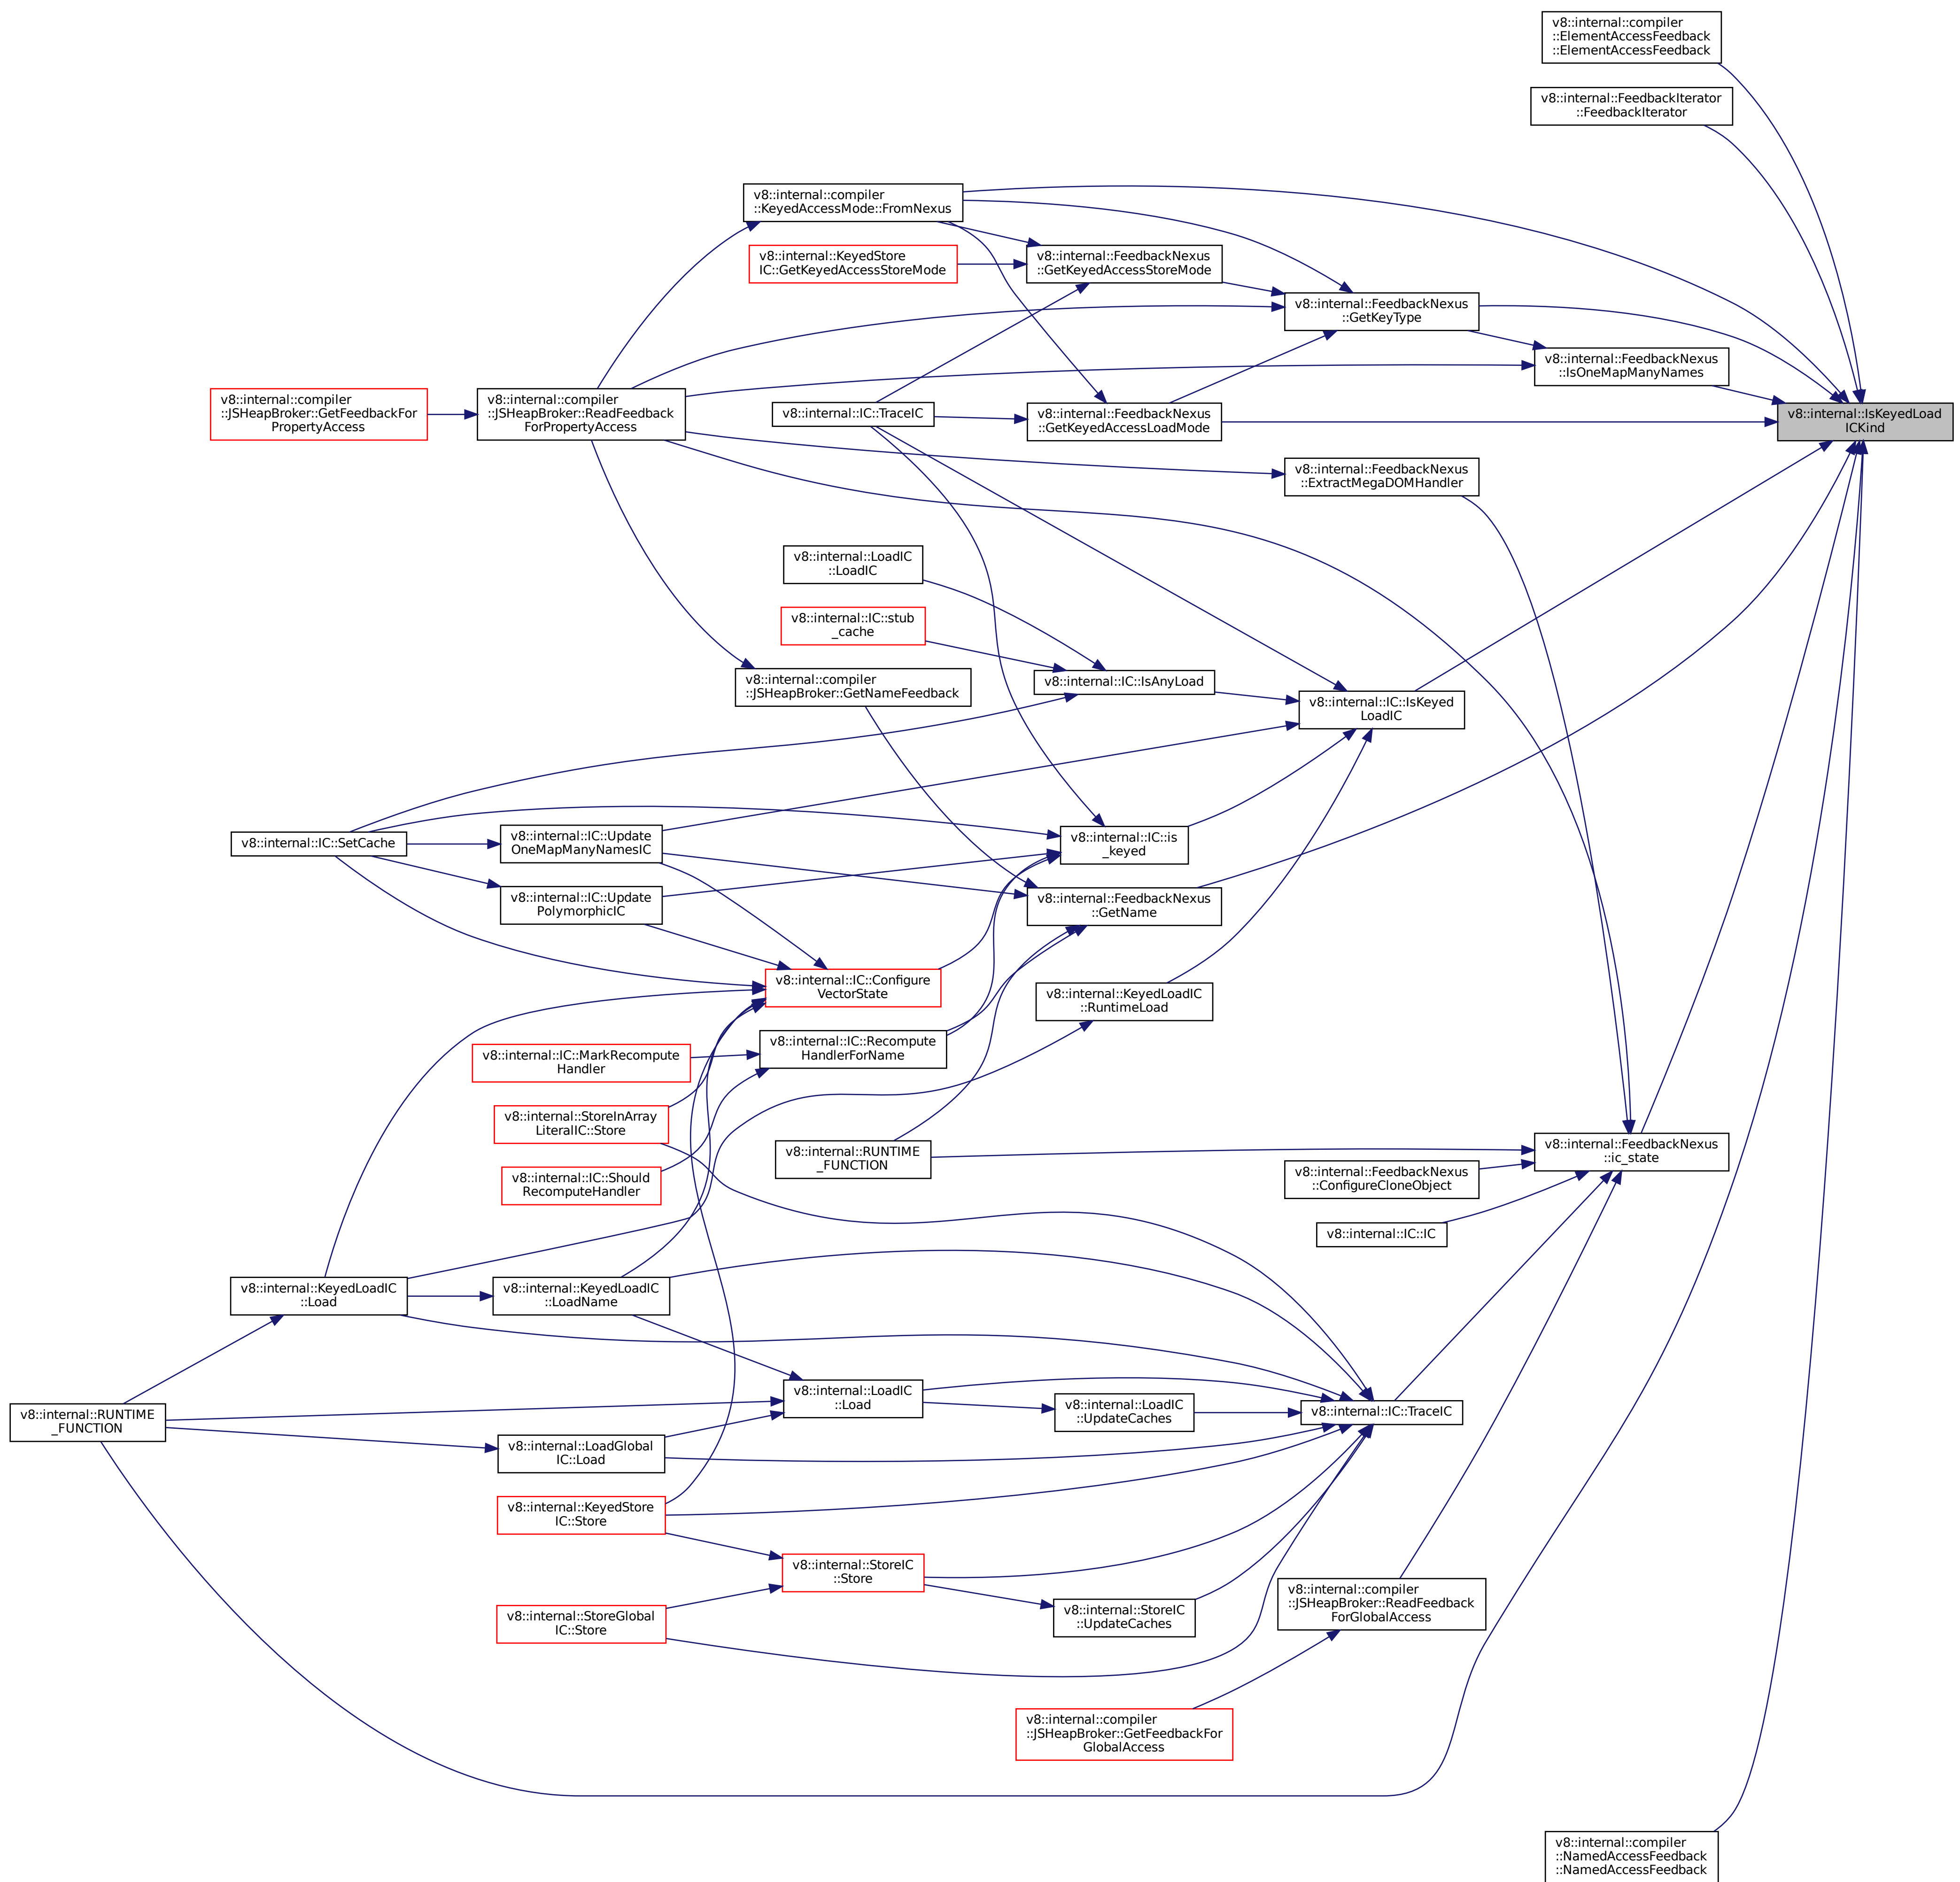 v8::internal::compiler
::ElementAccessFeedback
::ElementAccessFeedback
v8::internal::FeedbackIterator
::FeedbackIterator
v8::internal::compiler
::KeyedAccessMode::FromNexus
v8::internal::KeyedStore
IC::GetKeyedAccessStoreMode
v8::internal::FeedbackNexus
::GetKeyedAccessStoreMode
v8::internal::FeedbackNexus
::GetKeyType
v8::internal::FeedbackNexus
::IsOneMapManyNames
v8::internal::compiler
::JSHeapBroker::GetFeedbackFor
PropertyAccess
v8::internal::compiler
::JSHeapBroker::ReadFeedback
ForPropertyAccess
v8::internal::IC::TraceIC
v8::internal::FeedbackNexus
::GetKeyedAccessLoadMode
v8::internal::IsKeyedLoad
ICKind
v8::internal::FeedbackNexus
::ExtractMegaDOMHandler
v8::internal::LoadIC
::LoadIC
v8::internal::IC::stub
_cache
v8::internal::compiler
::JSHeapBroker::GetNameFeedback
v8::internal::IC::IsAnyLoad
v8::internal::IC::IsKeyed
LoadIC
v8::internal::IC::SetCache
v8::internal::IC::Update
OneMapManyNamesIC
v8::internal::IC::is
_keyed
v8::internal::IC::Update
PolymorphicIC
v8::internal::FeedbackNexus
::GetName
v8::internal::IC::Configure
VectorState
v8::internal::KeyedLoadIC
::RuntimeLoad
v8::internal::IC::MarkRecompute
Handler
v8::internal::IC::Recompute
HandlerForName
v8::internal::StoreInArray
LiteralIC::Store
v8::internal::RUNTIME
_FUNCTION
v8::internal::FeedbackNexus
::ic_state
v8::internal::IC::Should
RecomputeHandler
v8::internal::FeedbackNexus
::ConfigureCloneObject
v8::internal::IC::IC
v8::internal::KeyedLoadIC
::Load
v8::internal::KeyedLoadIC
::LoadName
v8::internal::LoadIC
::Load
v8::internal::LoadIC
::UpdateCaches
v8::internal::IC::TraceIC
v8::internal::RUNTIME
_FUNCTION
v8::internal::LoadGlobal
IC::Load
v8::internal::KeyedStore
IC::Store
v8::internal::StoreIC
::Store
v8::internal::StoreGlobal
IC::Store
v8::internal::StoreIC
::UpdateCaches
v8::internal::compiler
::JSHeapBroker::ReadFeedback
ForGlobalAccess
v8::internal::compiler
::JSHeapBroker::GetFeedbackFor
GlobalAccess
v8::internal::compiler
::NamedAccessFeedback
::NamedAccessFeedback